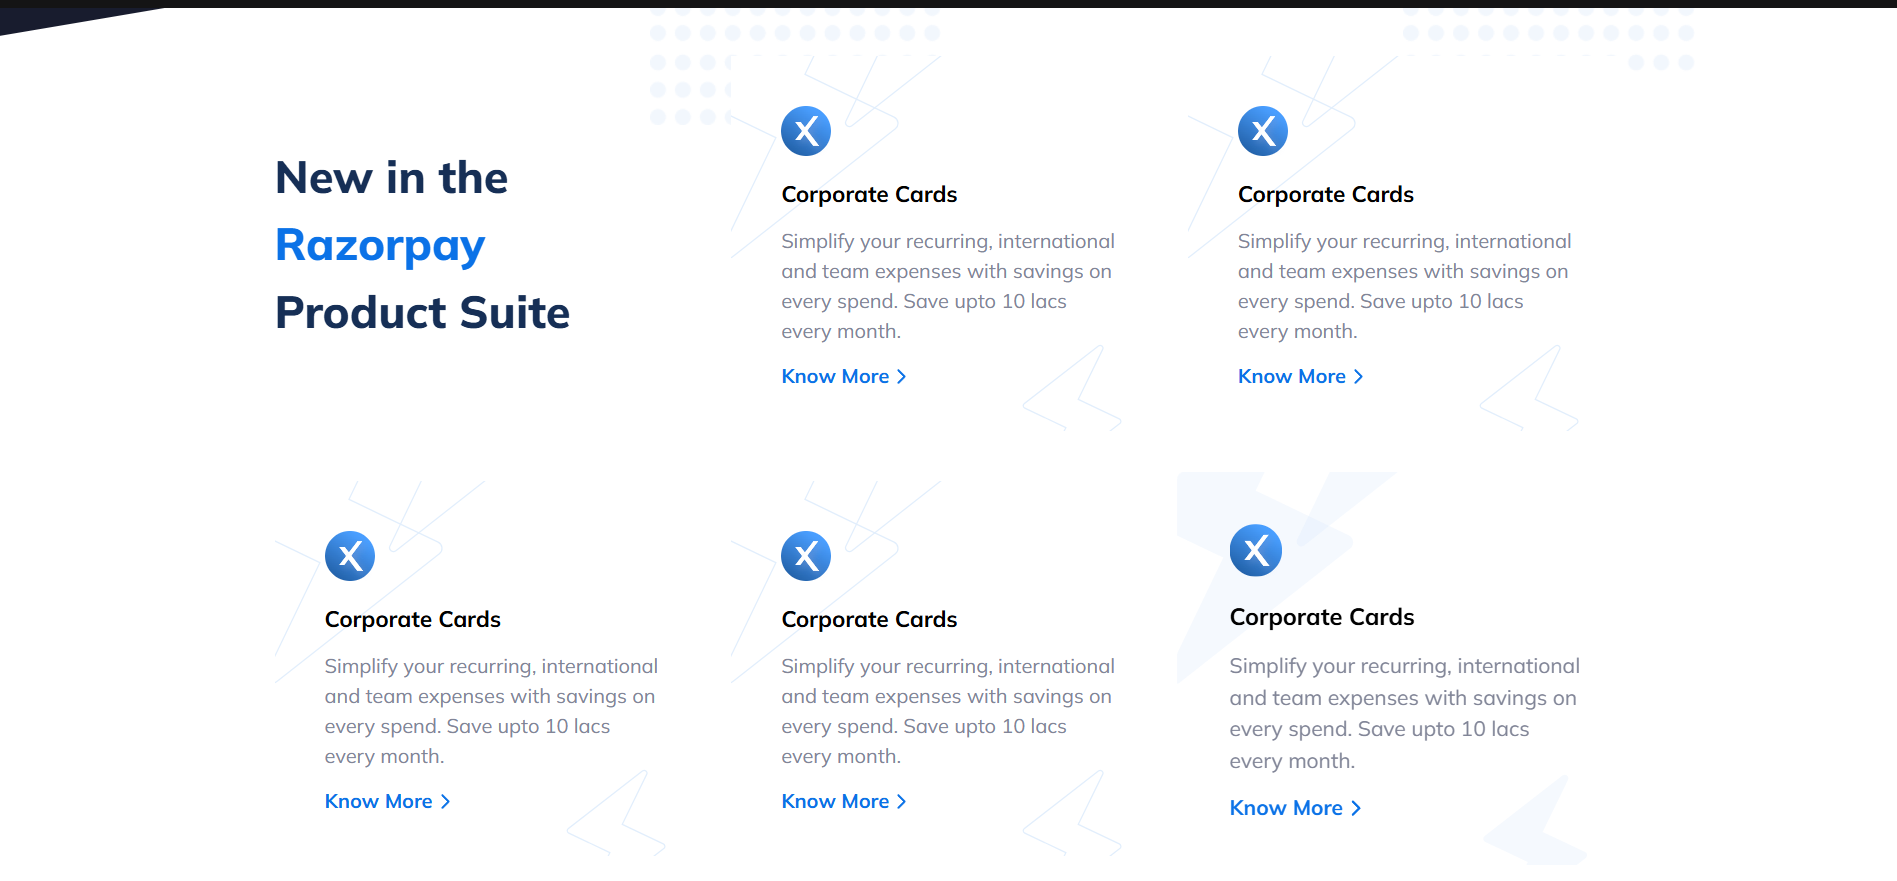 New in the
Razorpay
Product Suite
Corporate Cards
Simplify your recurring, international
and team expenses with savings on
every spend. Save upto 10 lacs
every month.
Know More
Corporate Cards
Simplify your recurring, international
and team expenses with savings on
every spend. Save upto 10 lacs
every month.
Know More
Corporate Cards
Simplify your recurring, international
and team expenses with savings on
every spend. Save upto 10 lacs
every month.
Know More
Corporate Cards
Simplify your recurring, international
and team expenses with savings on
every spend. Save upto 10 lacs
every month.
Know More
Corporate Cards
Simplify your recurring, international
and team expenses with savings on
every spend. Save upto 10 lacs
every month.
Know More